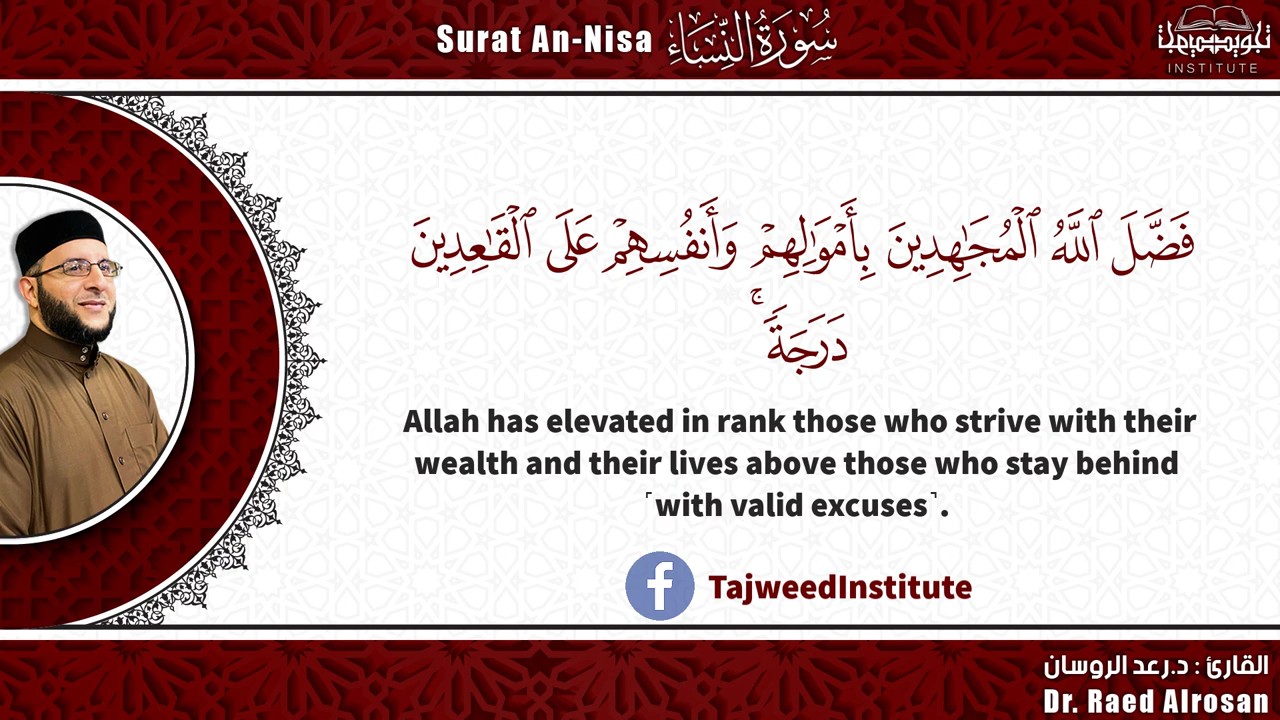 Surat An-Nisa سُورَةُ النِّسَاءِ
تجويد
INSTITUTE
فَضَّلَ ٱللَّهُ ٱلْمُجَـٰهِدِينَ بِأَمْوَٰلِهِمْ وَأَنفُسِهِمْ عَلَى ٱلْقَـٰعِدِينَ
دَرَجَةًۭ ۚ
Allah has elevated in rank those who strive with their
wealth and their lives above those who stay behind
˹with valid excuses˺.
TajweedInstitute
القارئ : د.رعد الروسان
Dr. Raed Alrosan